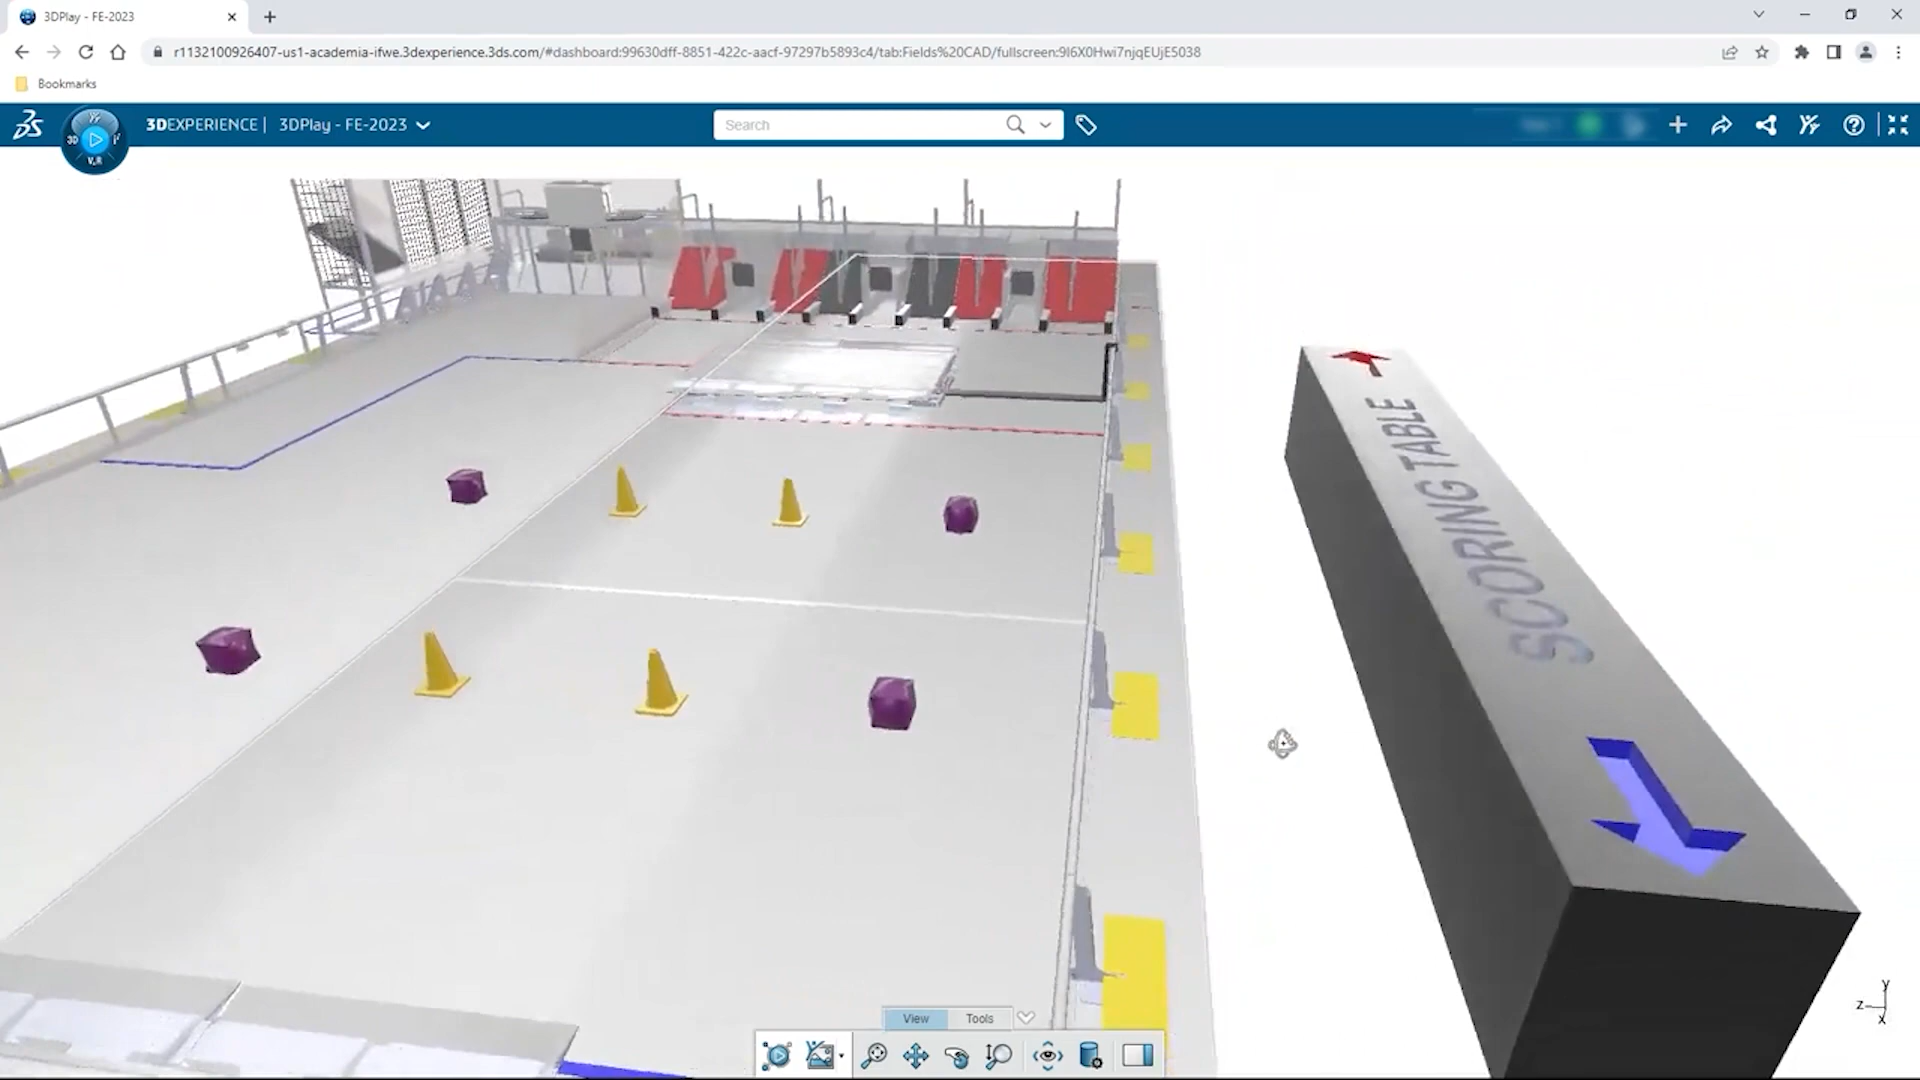 3DPlay - FE-2023
r1132100926407-us1-academia-ifwe.3dexperience.3ds.com/#dashboard:99630dff-8851-422c-aacf-97297b5893c4/tab:Fields%20CAD/fullscreen:9I6X0Hwi7njqEUjE5038
Bookmarks
3DEXPERIENCE | 3DPlay - FE-2023
Search
3D
V.R
SCORING TABLE
View Tools
y
z
x